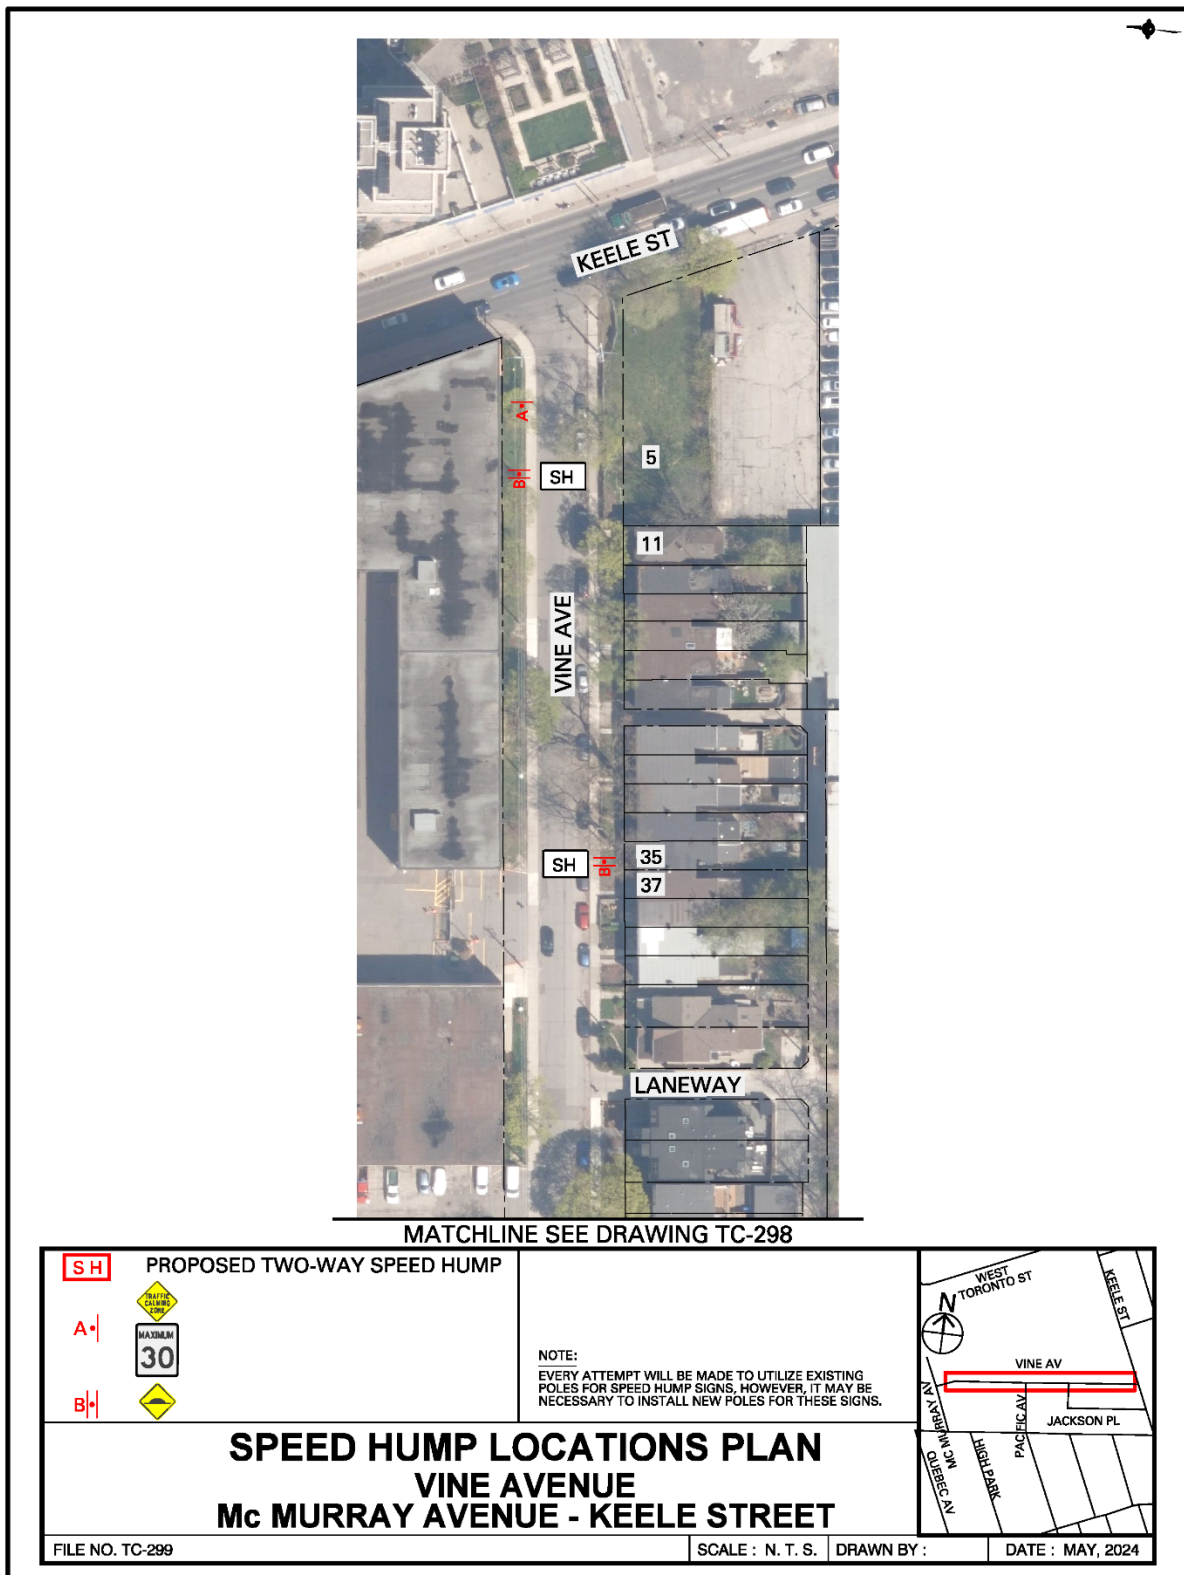 KEELE ST
A
B
SH
5
11
VINE AVE
SH
B
35
37
LANEWAY
MATCHLINE SEE DRAWING TC-298
SH PROPOSED TWO-WAY SPEED HUMP
TRAFFIC
CALMING
ZONE
A
MAXIMUM
30
B
NOTE:
EVERY ATTEMPT WILL BE MADE TO UTILIZE EXISTING
POLES FOR SPEED HUMP SIGNS, HOWEVER, IT MAY BE
NECESSARY TO INSTALL NEW POLES FOR THESE SIGNS.
WEST
TORONTO ST
KEELE ST
N
VINE AV
MC MURRAY AV
PACIFIC AV
JACKSON PL
HIGH PARK
QUEBEC AV
SPEED HUMP LOCATIONS PLAN
VINE AVENUE
Mc MURRAY AVENUE - KEELE STREET
FILE NO. TC-299
SCALE : N. T. S.
DRAWN BY :
DATE : MAY, 2024